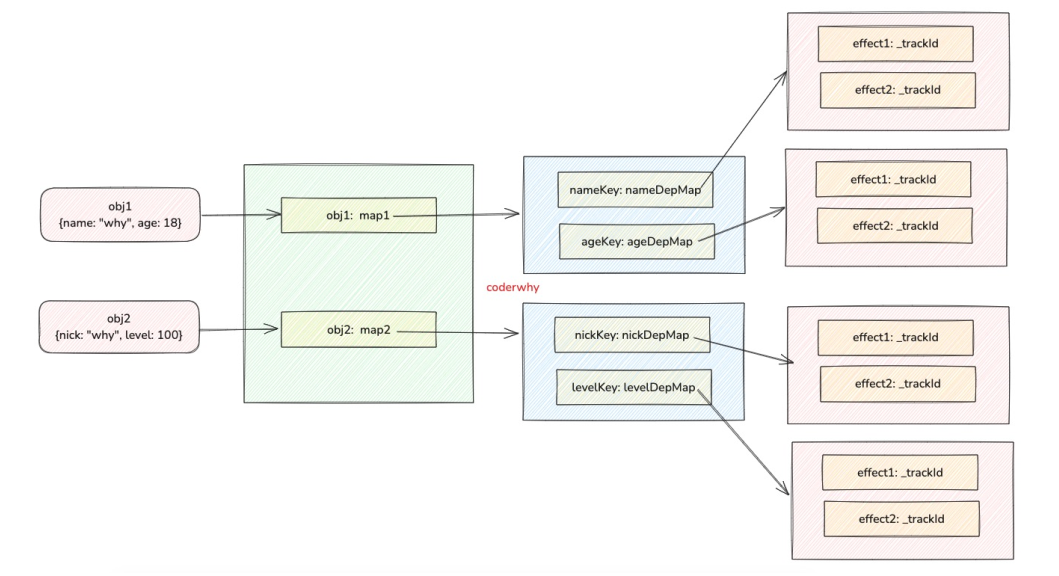 obj1
{name: "why", age: 18}
obj2
{nick: "why", level: 100}
obj1: map1
obj2: map2
nameKey: nameDepMap
ageKey: ageDepMap
coderwhy
nickKey: nickDepMap
levelKey: levelDepMap
effect1: _trackId
effect2: _trackId
effect1: _trackId
effect2: _trackId
effect1: _trackId
effect2: _trackId
effect1: _trackId
effect2: _trackId